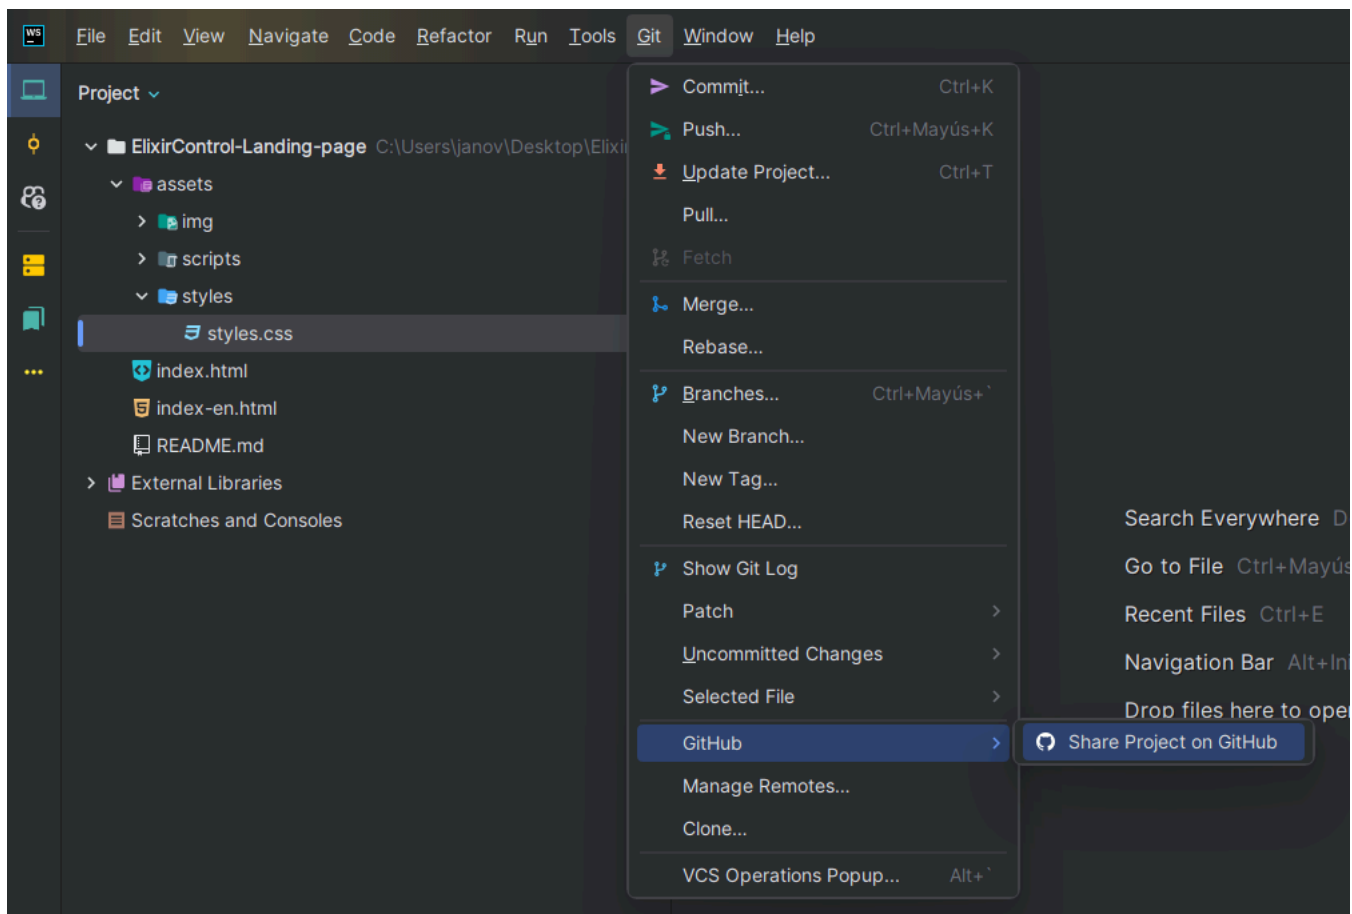 WS File Edit View Navigate Code Refactor Run Tools Git Window Help
Project
ElixirControl-Landing-page C:\Users\janov\Desktop\Elixi
assets
img
scripts
styles
styles.css
index.html
index-en.html
README.md
External Libraries
Scratches and Consoles
Commit... Ctrl+K
Push... Ctrl+Mayús+K
Update Project... Ctrl+T
Pull...
Fetch
Merge...
Rebase...
Branches... Ctrl+Mayús+`
New Branch...
New Tag...
Reset HEAD...
Show Git Log
Patch
Uncommitted Changes
Selected File
GitHub
Manage Remotes...
Clone...
VCS Operations Popup... Alt+`
Share Project on GitHub
Search Everywhere D
Go to File Ctrl+Mayús
Recent Files Ctrl+E
Navigation Bar Alt+Ini
Drop files here to oper